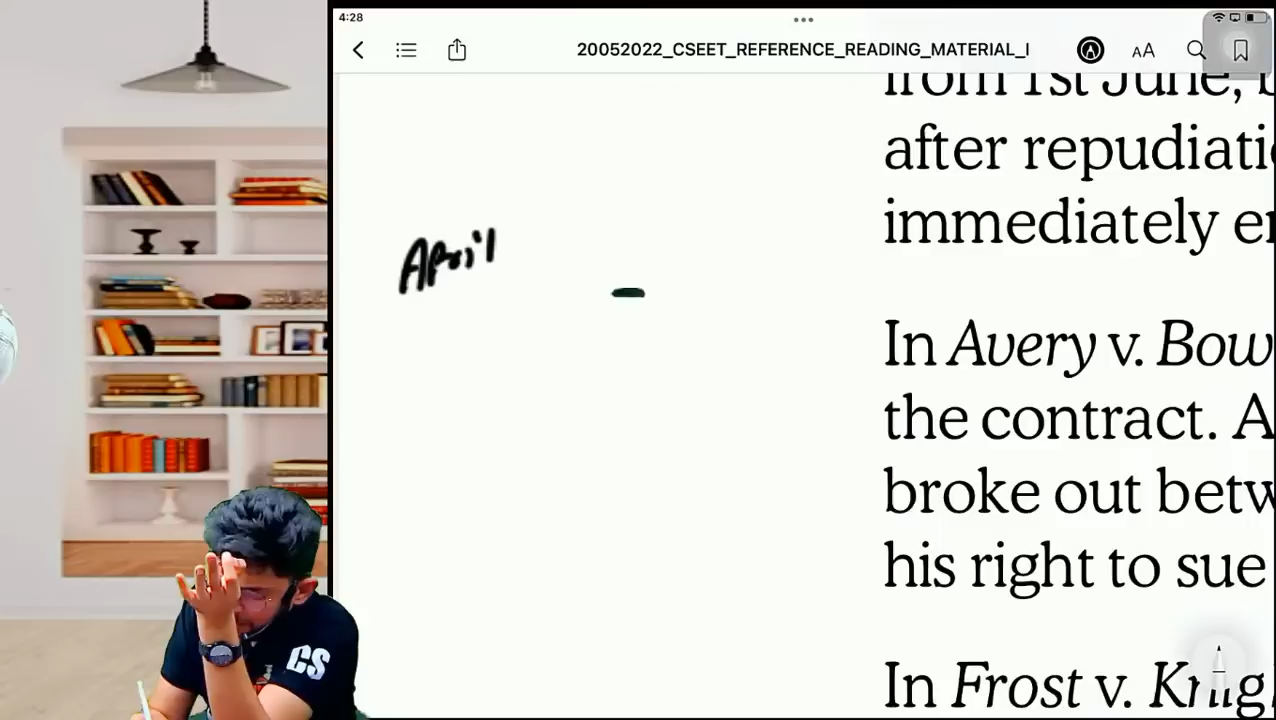 4:28
20052022_CSEET_REFERENCE_READING_MATERIAL_I
AA
from 1st June,
after repudiati
immediately
April
In Avery v. Bow
the contract. A
broke out betw
his right to sue
In Frost v. Knig
CS